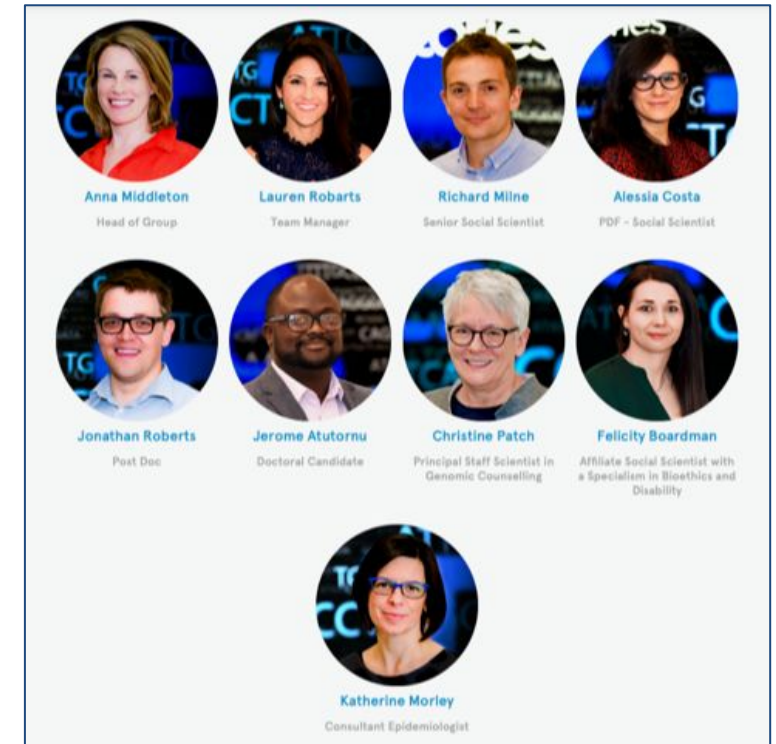 Anna Middleton
Head of Group
Lauren Robarts
Team Manager
Richard Milne
Senior Social Scientist
Alessia Costa
PDF - Social Scientist
Jonathan Roberts
Post Doc
Jerome Atutornu
Doctoral Candidate
Christine Patch
Principal Staff Scientist in
Genomic Counselling
Felicity Boardman
Affiliate Social Scientist with
a Specialism in Bioethics and
Disability
Katherine Morley
Consultant Epidemiologist